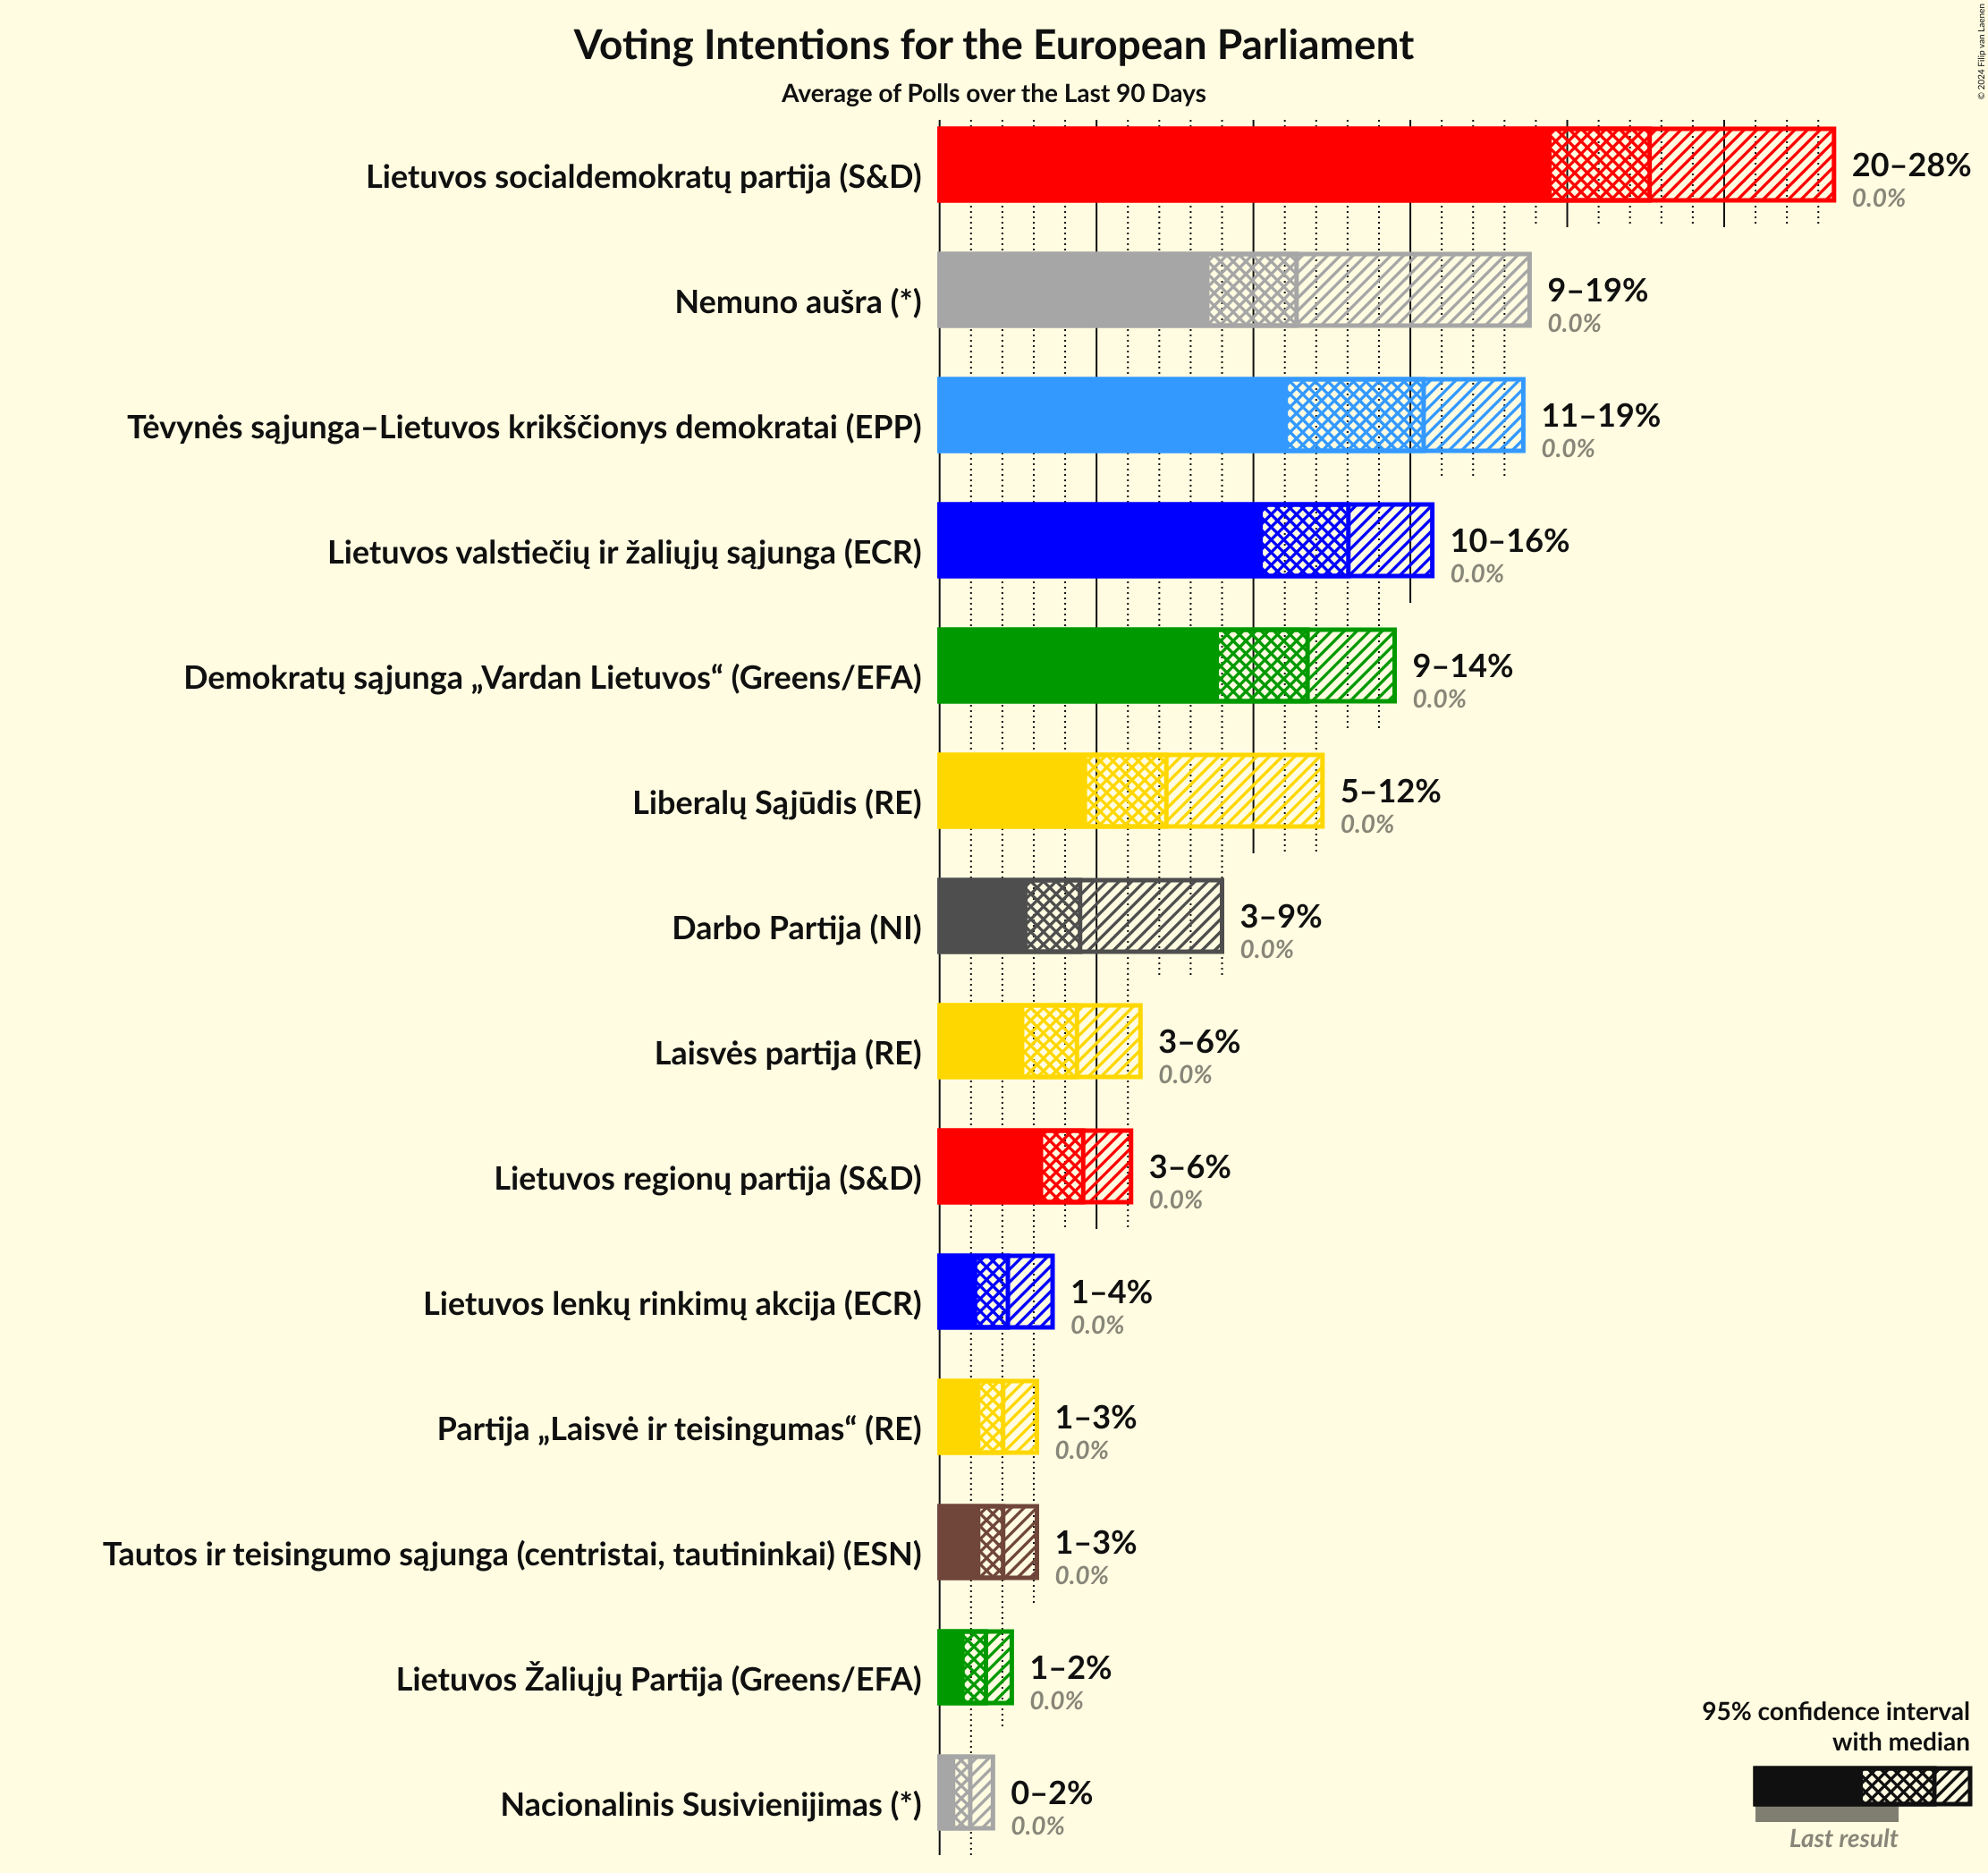 © 2024 Filip van Laenen
Voting Intentions for the European Parliament
Average of Polls over the Last 90 Days
Lietuvos socialdemokratų partija (S&D)
20–28%
0.0%
Nemuno aušra (*)
9–19%
0.0%
Tėvynės sąjunga–Lietuvos krikščionys demokratai (EPP)
11–19%
0.0%
Lietuvos valstiečių ir žaliųjų sąjunga (ECR)
10–16%
0.0%
Demokratų sąjunga „Vardan Lietuvos“ (Greens/EFA)
9–14%
0.0%
Liberalų Sąjūdis (RE)
5–12%
0.0%
Darbo Partija (NI)
3–9%
0.0%
Laisvės partija (RE)
3–6%
0.0%
Lietuvos regionų partija (S&D)
3–6%
0.0%
Lietuvos lenkų rinkimų akcija (ECR)
1–4%
0.0%
Partija „Laisvė ir teisingumas“ (RE)
1–3%
0.0%
Tautos ir teisingumo sąjunga (centristai, tautininkai) (ESN)
1–3%
0.0%
Lietuvos Žaliųjų Partija (Greens/EFA)
1–2%
0.0%
Nacionalinis Susivienijimas (*)
0–2%
0.0%
95% confidence interval
with median
Last result